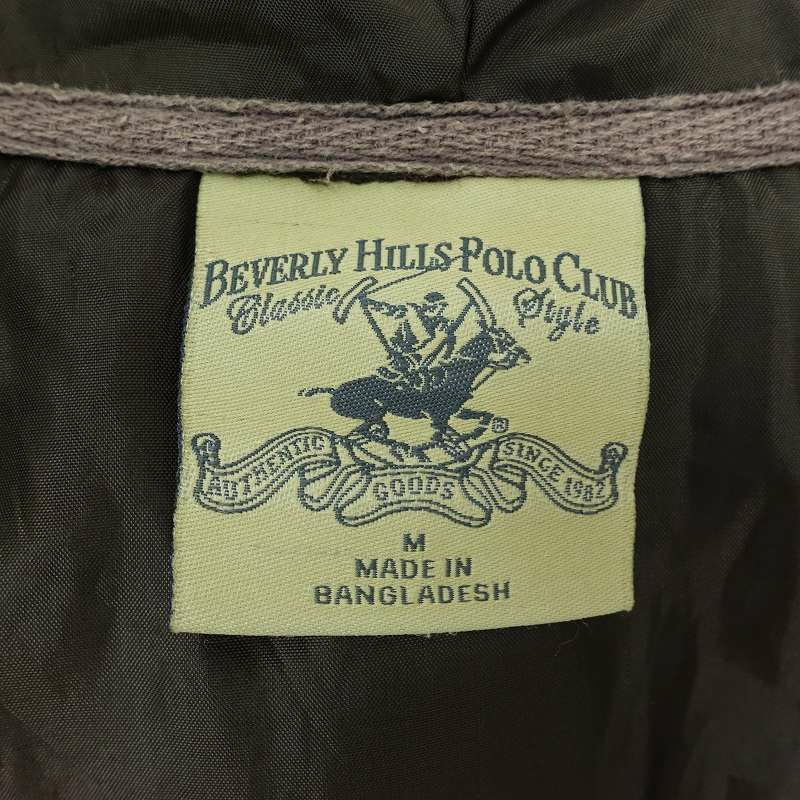 BEVERLY HILLS POLO CLUB
Classic Style
®
AUTHENTIC GOODS SINCE 1982
M
MADE IN
BANGLADESH